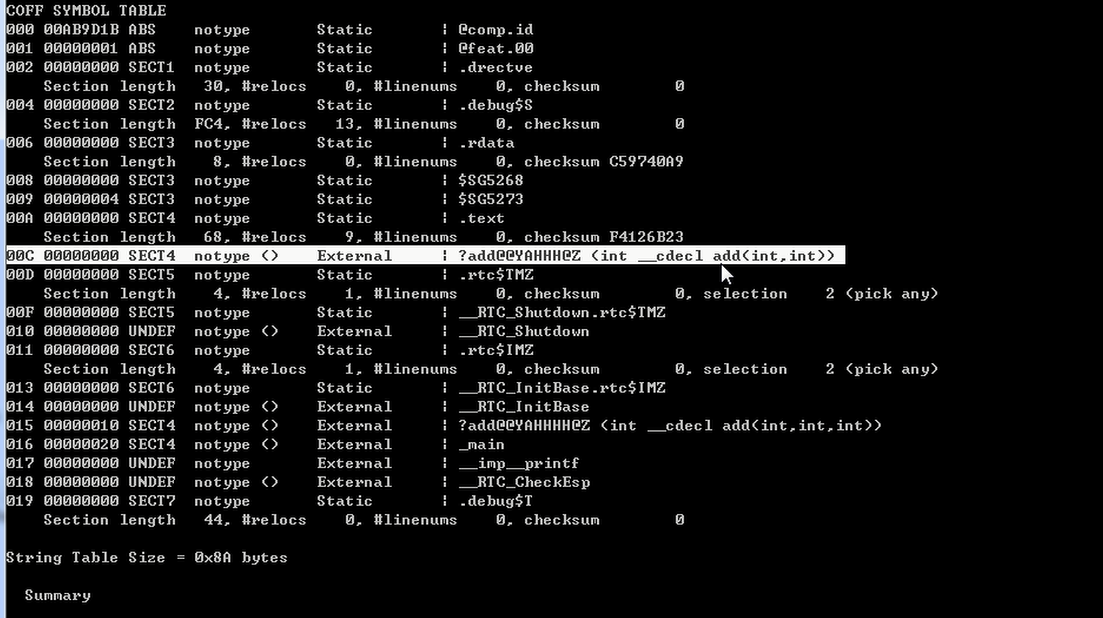 COFF SYMBOL TABLE
000 00AB9D1B ABS    notype       Static       | @comp.id
001 00000001 ABS    notype       Static       | @feat.00
002 00000000 SECT1  notype       Static       | .drectve
    Section length   30, #relocs    0, #linenums    0, checksum        0
004 00000000 SECT2  notype       Static       | .debug$S
    Section length  FC4, #relocs   13, #linenums    0, checksum        0
006 00000000 SECT3  notype       Static       | .rdata
    Section length    8, #relocs    0, #linenums    0, checksum C59740A9
008 00000000 SECT3  notype       Static       | $SG5268
009 00000004 SECT3  notype       Static       | $SG5273
00A 00000000 SECT4  notype       Static       | .text
    Section length   68, #relocs    9, #linenums    0, checksum F4126B23
00C 00000000 SECT4  notype ()    External     | ?add@@YAHHH@Z (int __cdecl add(int,int))
00D 00000000 SECT5  notype       Static       | .rtc$TMZ
    Section length    4, #relocs    1, #linenums    0, checksum        0, selection    2 (pick any)
00F 00000000 SECT5  notype       Static       | __RTC_Shutdown.rtc$TMZ
010 00000000 UNDEF  notype ()    External     | __RTC_Shutdown
011 00000000 SECT6  notype       Static       | .rtc$IMZ
    Section length    4, #relocs    1, #linenums    0, checksum        0, selection    2 (pick any)
013 00000000 SECT6  notype       Static       | __RTC_InitBase.rtc$IMZ
014 00000000 UNDEF  notype ()    External     | __RTC_InitBase
015 00000010 SECT4  notype ()    External     | ?add@@YAHHHH@Z (int __cdecl add(int,int,int))
016 00000020 SECT4  notype ()    External     | _main
017 00000000 UNDEF  notype       External     | __imp__printf
018 00000000 UNDEF  notype ()    External     | __RTC_CheckEsp
019 00000000 SECT7  notype       Static       | .debug$T
    Section length   44, #relocs    0, #linenums    0, checksum        0
String Table Size = 0x8A bytes
  Summary